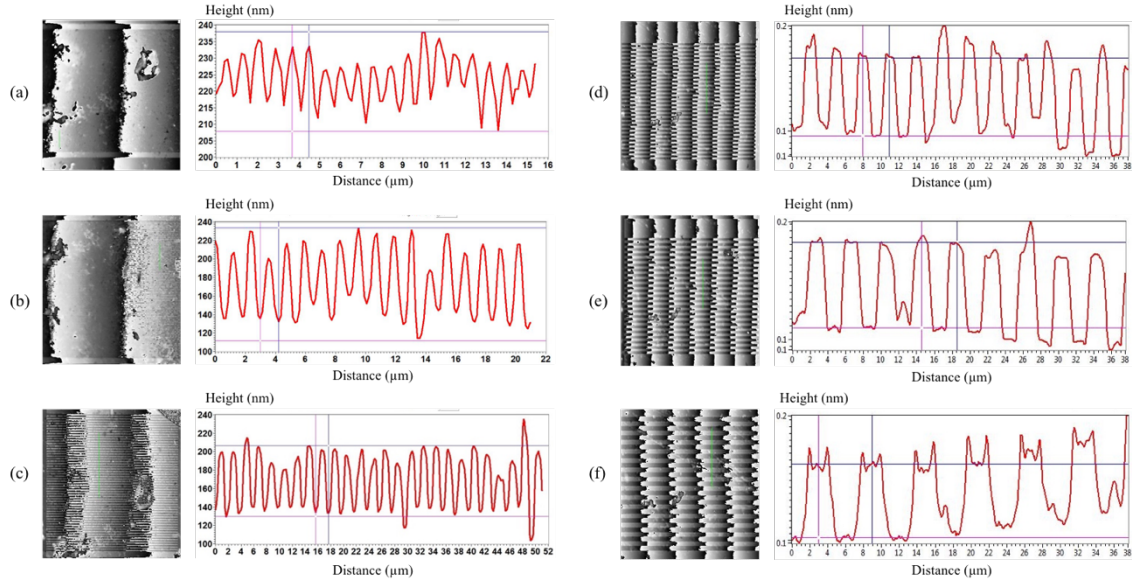 (a)
Height (nm)
240
235
230
225
220
215
210
205
200
0 1 2 3 4 5 6 7 8 9 10 11 12 13 14 15 16
Distance (µm)
(b)
Height (nm)
240
220
200
180
160
140
120
100
0 2 4 6 8 10 12 14 16 18 20 22
Distance (µm)
(c)
Height (nm)
240
220
200
180
160
140
120
100
0 2 4 6 8 10 12 14 16 18 20 22 24 26 28 30 32 34 36 38 40 42 44 46 48 50 52
Distance (µm)
(d)
Height (nm)
0.2
0.1
0.1
0 2 4 6 8 10 12 14 16 18 20 22 24 26 28 30 32 34 36 38
Distance (µm)
(e)
Height (nm)
0.2
0.1
0.1
0 2 4 6 8 10 12 14 16 18 20 22 24 26 28 30 32 34 36 38
Distance (µm)
(f)
Height (nm)
0.2
0.1
0 2 4 6 8 10 12 14 16 18 20 22 24 26 28 30 32 34 36 38
Distance (µm)